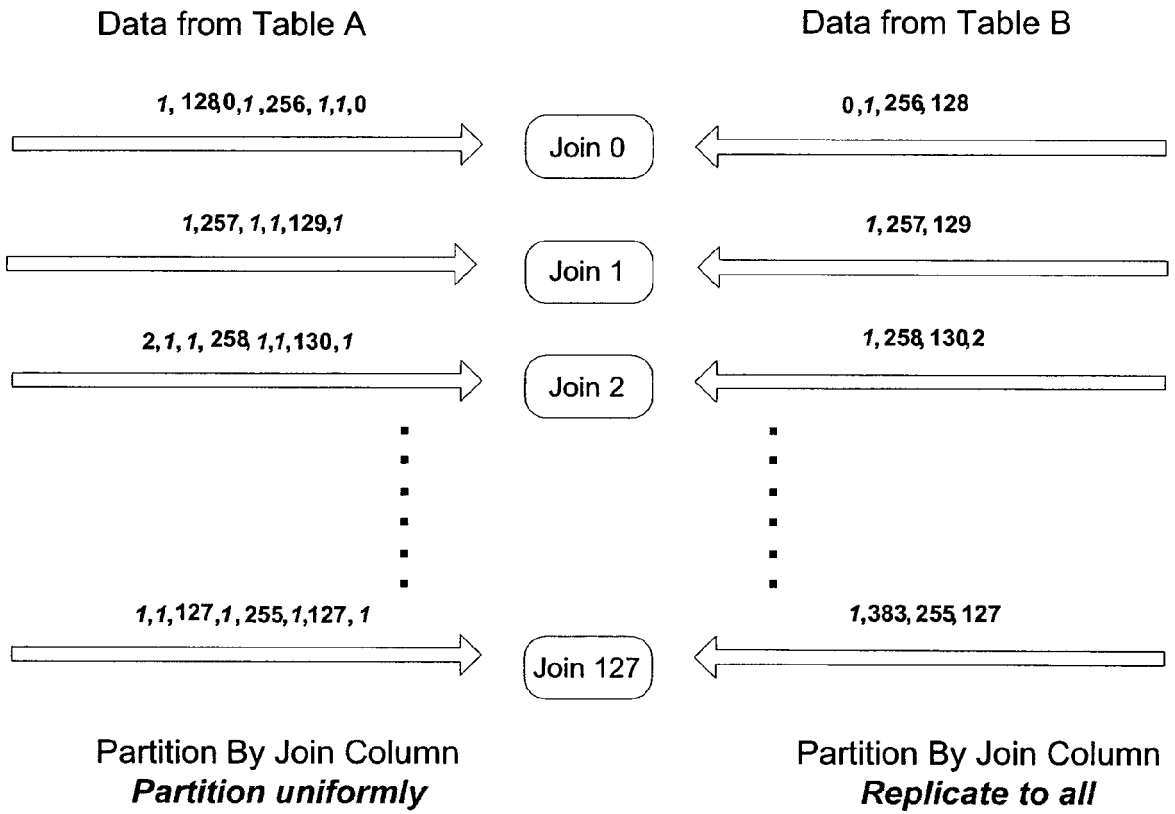 Data from Table A
Data from Table B
1, 128,0,1,256, 1,1,0
0,1,256,128
Join 0
1,257, 1,1,129,1
1,257,129
Join 1
2,1,1, 258, 1,1,130,1
1,258,130,2
Join 2
1,1,127,1,255,1,127, 1
1,383,255,127
Join 127
Partition By Join Column
Partition uniformly
Partition By Join Column
Replicate to all